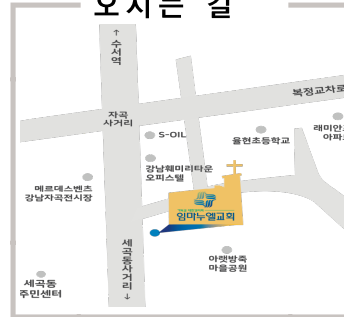 오시는 길
↑
수서역
복정교차로
자곡
사거리
S-OIL
율현초등학교
래미안
아파
강남훼미리타운
오피스텔
메르데스벤츠
강남자곡전시장
임마누엘교회
세곡동사거리
↓
아랫방죽
마을공원
세곡동
주민센터